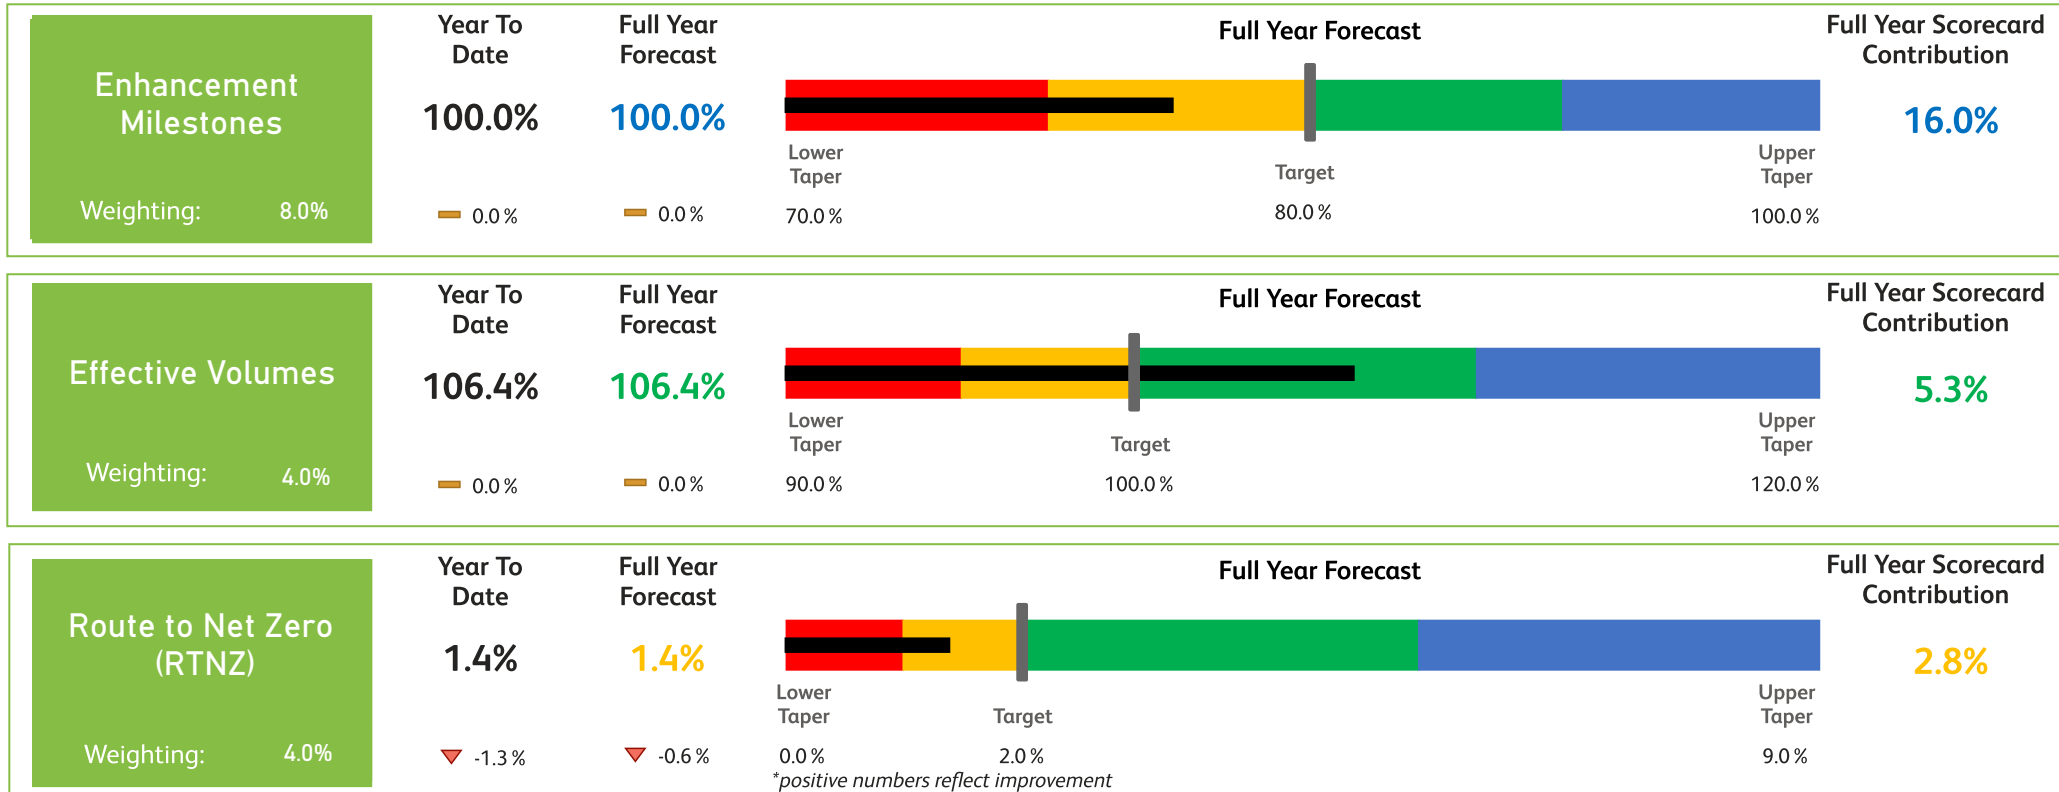 Enhancement
Milestones
Weighting: 8.0%
Year To
Date
100.0%
0.0 %
Full Year
Forecast
100.0%
0.0 %
Full Year Forecast
Lower
Taper
70.0 %
Target
80.0 %
Upper
Taper
100.0 %
Full Year Scorecard
Contribution
16.0%
Effective Volumes
Weighting: 4.0%
Year To
Date
106.4%
0.0 %
Full Year
Forecast
106.4%
0.0 %
Full Year Forecast
Lower
Taper
90.0 %
Target
100.0 %
Upper
Taper
120.0 %
Full Year Scorecard
Contribution
5.3%
Route to Net Zero
(RTNZ)
Weighting: 4.0%
Year To
Date
1.4%
-1.3 %
Full Year
Forecast
1.4%
-0.6 %
Full Year Forecast
Lower
Taper
0.0 %
Target
2.0 %
Upper
Taper
9.0 %
*positive numbers reflect improvement
Full Year Scorecard
Contribution
2.8%